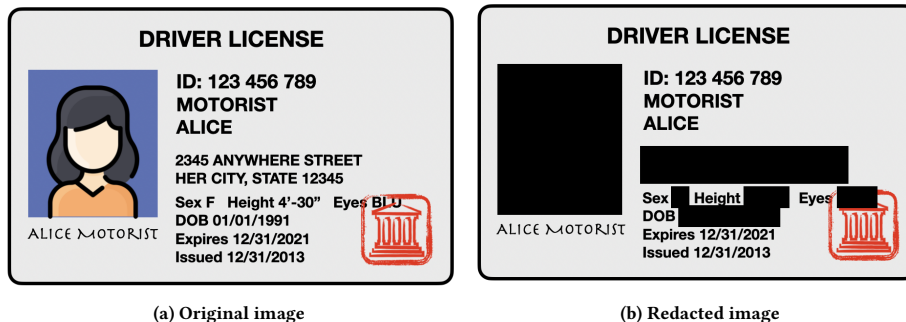 DRIVER LICENSE
ID: 123 456 789
MOTORIST
ALICE
2345 ANYWHERE STREET
HER CITY, STATE 12345
Sex F Height 4’-30” Eyes BLU
DOB 01/01/1991
Expires 12/31/2021
Issued 12/31/2013
ALICE MOTORIST
(a) Original image
DRIVER LICENSE
ID: 123 456 789
MOTORIST
ALICE
Sex Height Eyes
DOB
Expires 12/31/2021
Issued 12/31/2013
ALICE MOTORIST
(b) Redacted image